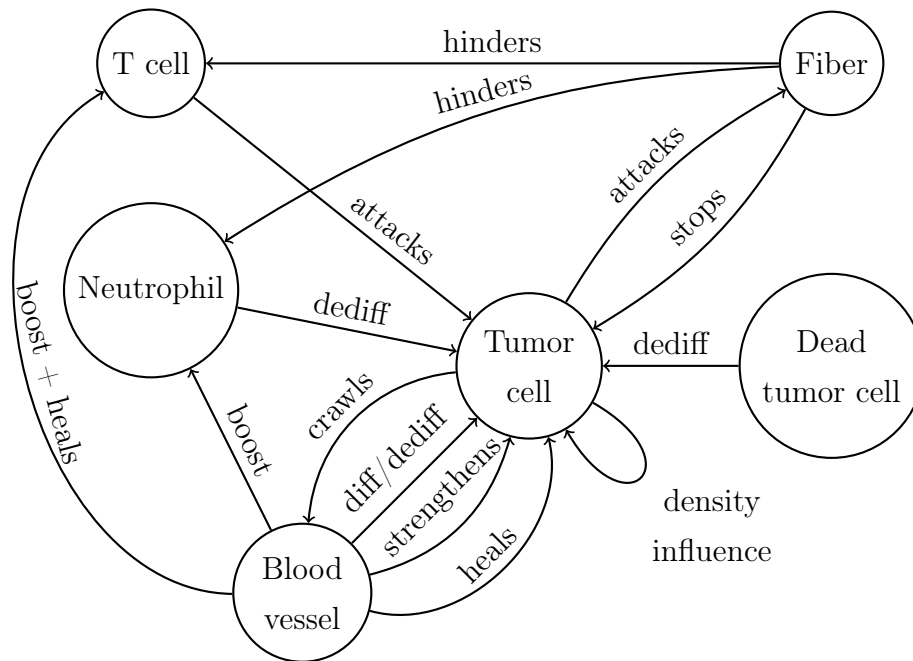 hinders
T cell
Fiber
hinders
attacks
attacks
stops
Neutrophil
dediff
boost + heals
Tumor
cell
dediff
Dead
tumor cell
crawls
boost
diff/dediff
strengthens
heals
density
influence
Blood
vessel